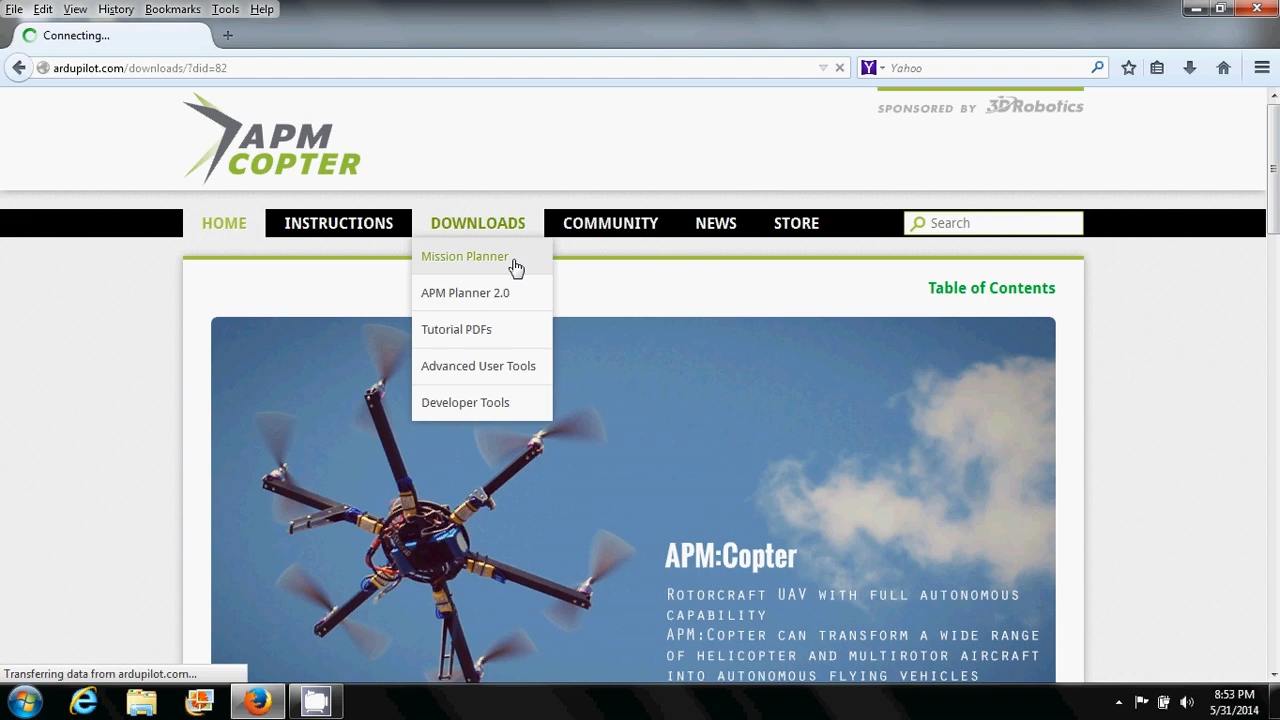 File Edit View History Bookmarks Tools Help
Connecting...
ardupilot.com/downloads/?did=82
Yahoo
APM
COPTER
SPONSORED BY 3DRobotics
HOME INSTRUCTIONS DOWNLOADS COMMUNITY NEWS STORE Search
Mission Planner
APM Planner 2.0
Tutorial PDFs
Advanced User Tools
Developer Tools
Table of Contents
APM:Copter
ROTORCRAFT UAV WITH FULL AUTONOMOUS
CAPABILITY
APM:COPTER CAN TRANSFORM A WIDE RANGE
OF HELICOPTER AND MULTIROTOR AIRCRAFT
INTO AUTONOMOUS FLYING VEHICLES
Transferring data from ardupilot.com...
8:53 PM
5/31/2014